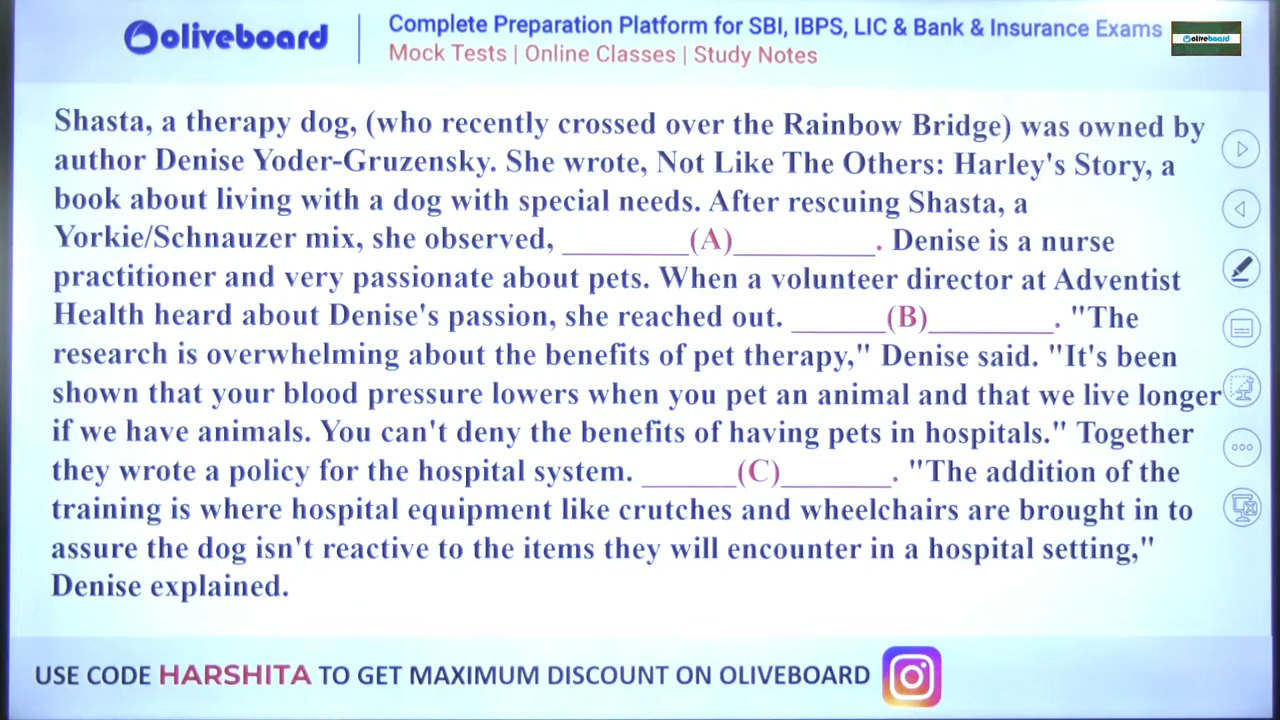 oliveboard
Complete Preparation Platform for SBI, IBPS, LIC & Bank & Insurance Exams
Mock Tests | Online Classes | Study Notes
oliveboard
Shasta, a therapy dog, (who recently crossed over the Rainbow Bridge) was owned by
author Denise Yoder-Gruzensky. She wrote, Not Like The Others: Harley's Story, a
book about living with a dog with special needs. After rescuing Shasta, a
Yorkie/Schnauzer mix, she observed, ________(A)_________. Denise is a nurse
practitioner and very passionate about pets. When a volunteer director at Adventist
Health heard about Denise's passion, she reached out. ______(B)________. "The
research is overwhelming about the benefits of pet therapy," Denise said. "It's been
shown that your blood pressure lowers when you pet an animal and that we live longer
if we have animals. You can't deny the benefits of having pets in hospitals." Together
they wrote a policy for the hospital system. ______(C)_______. "The addition of the
training is where hospital equipment like crutches and wheelchairs are brought in to
assure the dog isn't reactive to the items they will encounter in a hospital setting,"
Denise explained.
USE CODE HARSHITA TO GET MAXIMUM DISCOUNT ON OLIVEBOARD